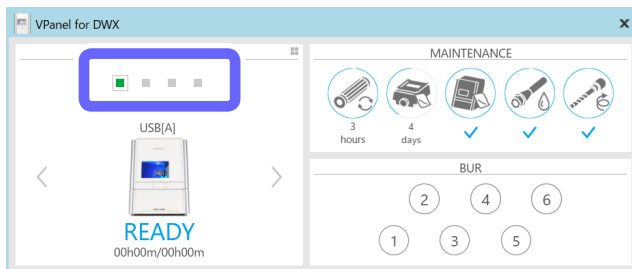 VPanel for DWX
USB[A]
READY
00h00m/00h00m
MAINTENANCE
3
hours
4
days
BUR
2 4 6
1 3 5